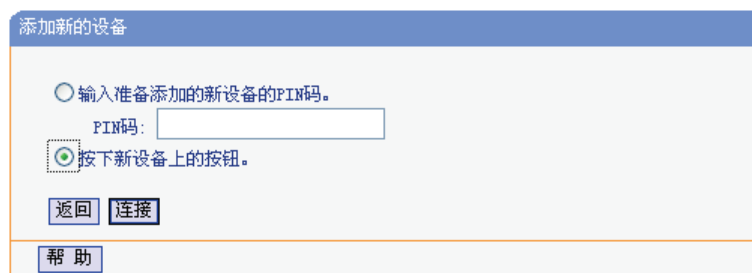 添加新的设备
输入准备添加的新设备的PIN码。
PIN码:
按下新设备上的按钮。
返回 连接
帮 助